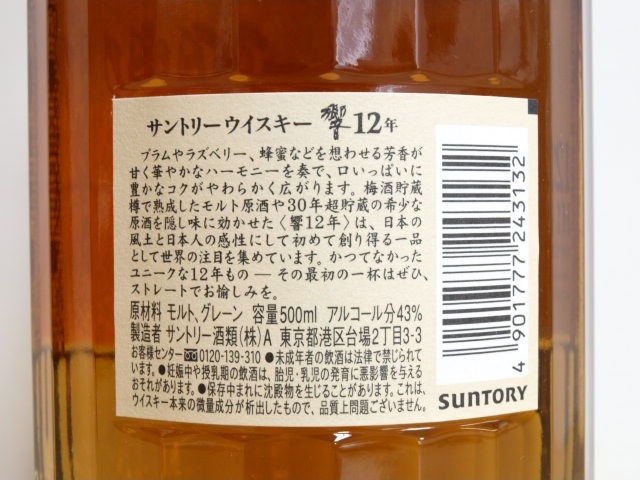 サントリーウイスキー 響 12年
プラムやラズベリー、蜂蜜などを想わせる芳香が
甘く華やかなハーモニーを奏で、口いっぱいに
豊かなコクがやわらかく広がります。梅酒貯蔵
樽で熟成したモルト原酒や30年超貯蔵の希少な
原酒を隠し味に効かせた〈響12年〉は、日本の
風土と日本人の感性にして初めて創り得る一品
として世界の注目を集めています。かつてなかった
ユニークな12年もの ― その最初の一杯はぜひ、
ストレートでお愉しみを。
原材料 モルト、グレーン 容量500ml アルコール分43%
製造者 サントリー酒類(株)A 東京都港区台場2丁目3-3
お客様センター 0120-139-310 ●未成年者の飲酒は法律で禁じられて
います。●妊娠中や授乳期の飲酒は、胎児・乳児の発育に悪影響を与える
おそれがあります。●保存中まれに沈殿物を生じることがあります。これは、
ウイスキー本来の微量成分が析出したもので、品質上問題ございません。
4 901777 243132
SUNTORY